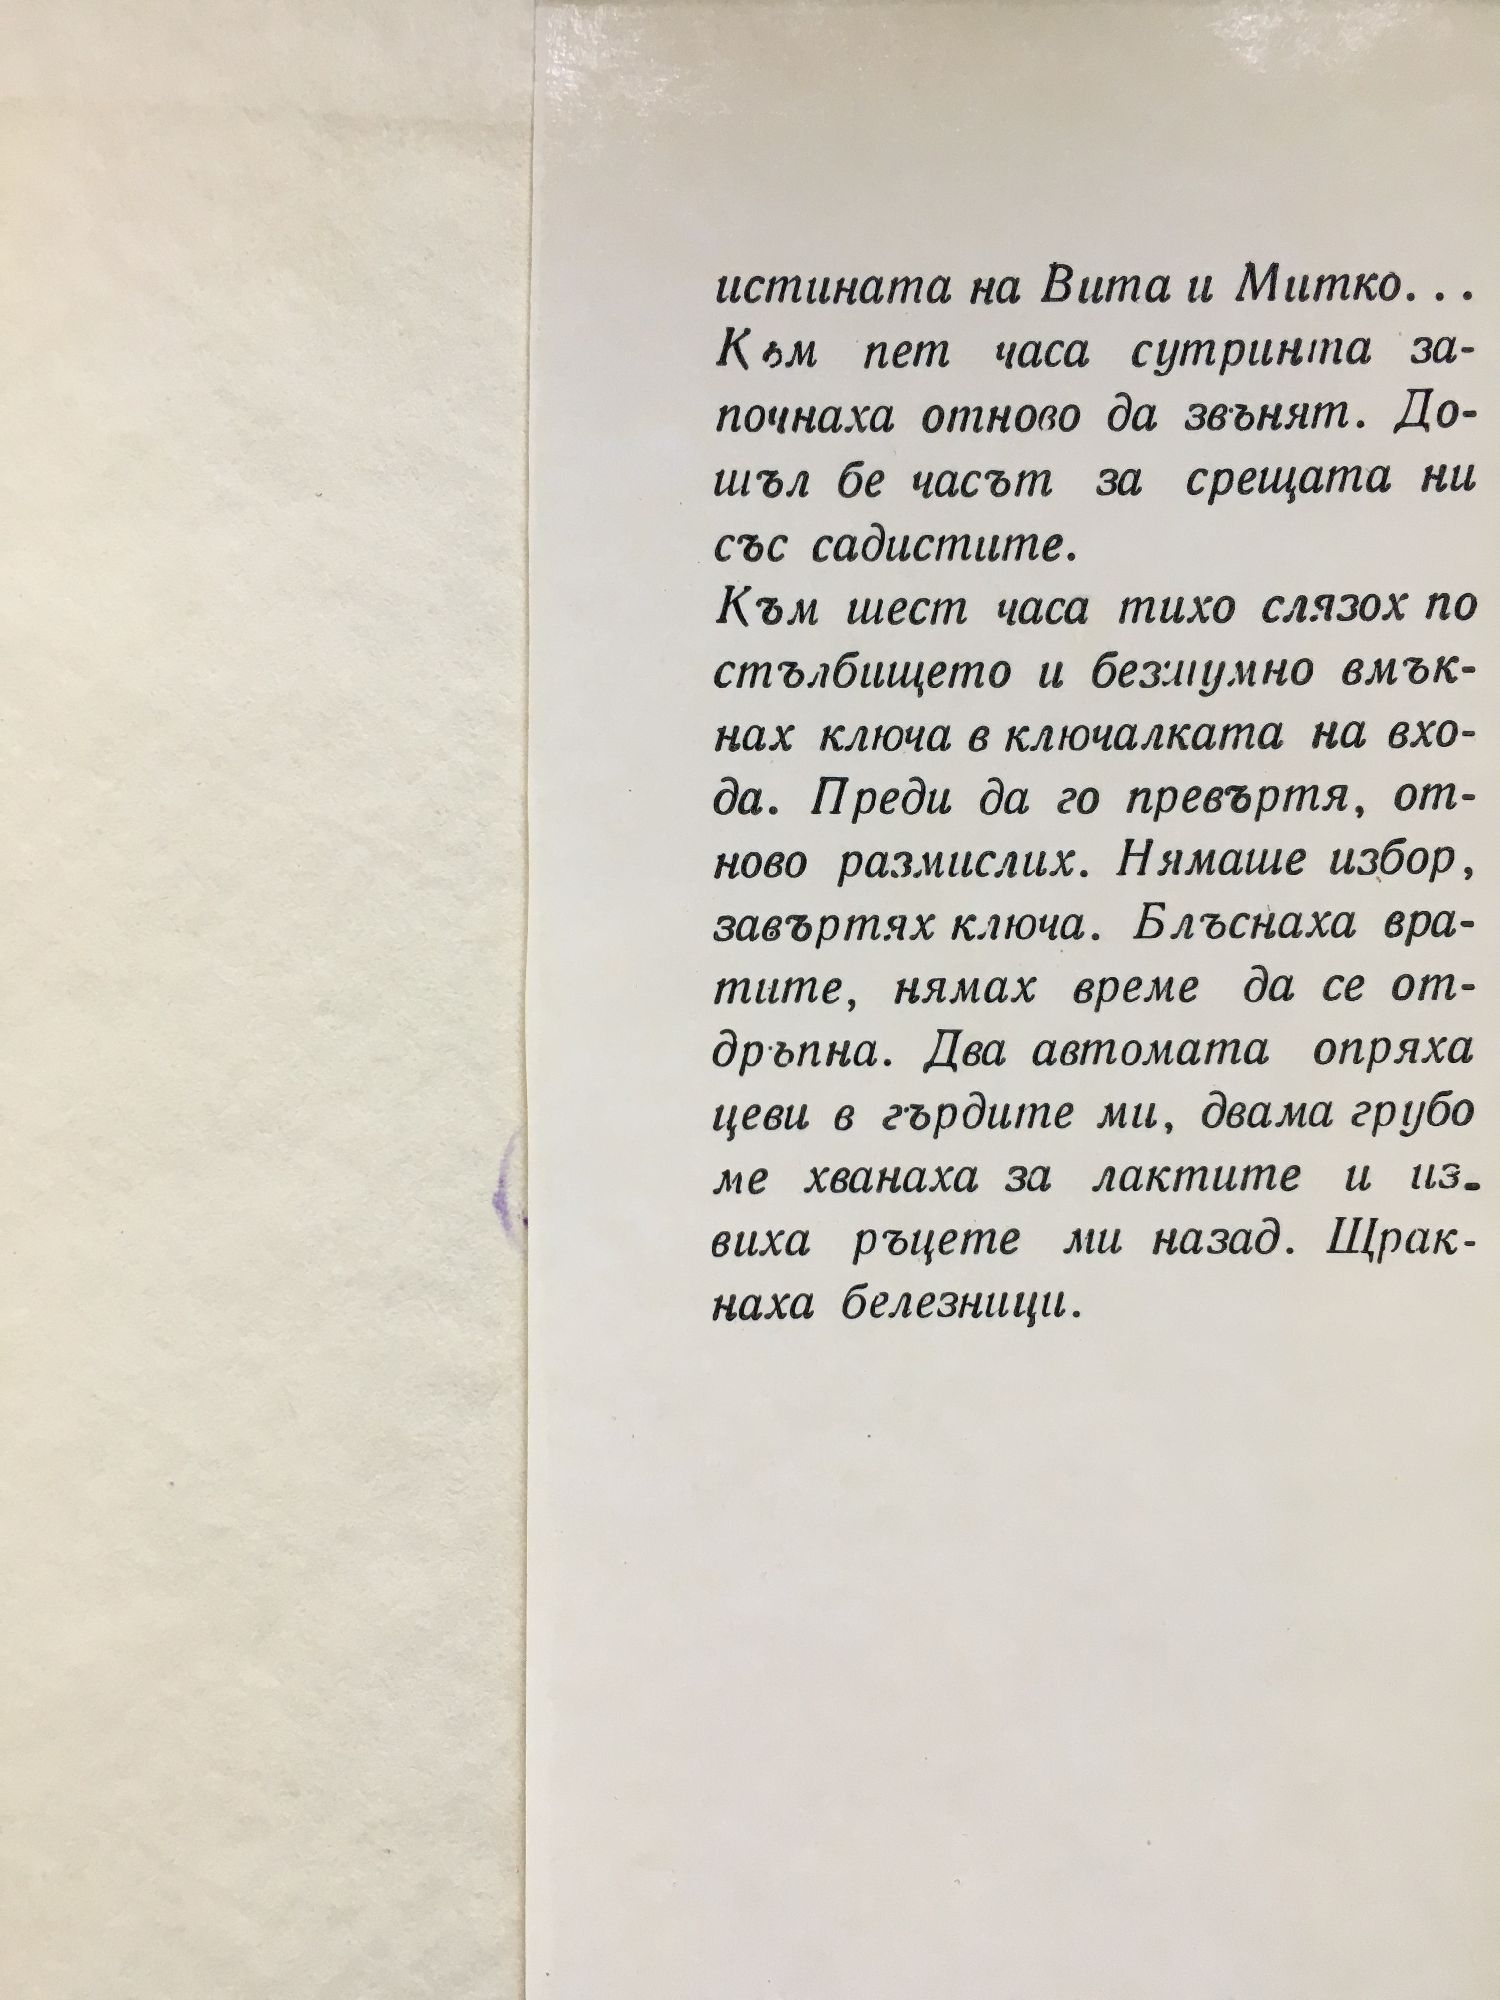 истината на Вита и Митко...
Към пет часа сутринта за-
почнаха отново да звънят. До-
шъл бе часът за срещата ни
със садистите.
Към шест часа тихо слязох по
стълбището и безшумно вмък-
нах ключа в ключалката на вхо-
да. Преди да го превъртя, от-
ново размислих. Нямаше избор,
завъртях ключа. Блъснаха вра-
тите, нямах време да се от-
дръпна. Два автомата опряха
цеви в гърдите ми, двама грубо
ме хванаха за лактите и из-
виха ръцете ми назад. Щрак-
наха белезници.